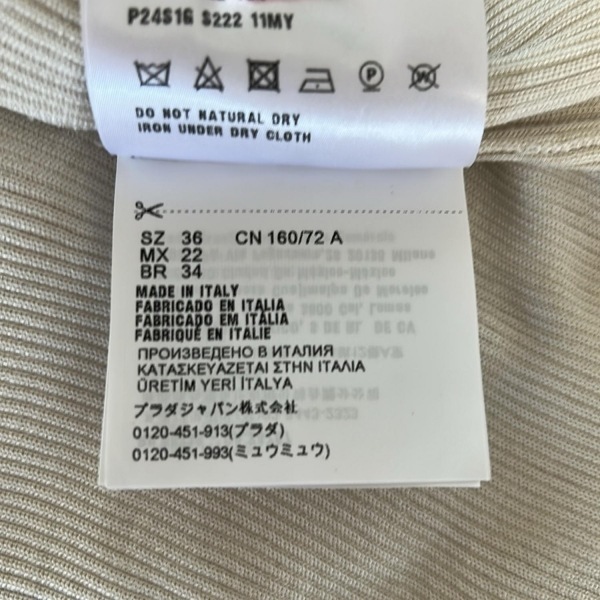 P24S1G S222 11MY
P
W
DO NOT NATURAL DRY
IRON UNDER DRY CLOTH
SZ 36 CN 160/72 A
MX 22
BR 34
MADE IN ITALY
FABRICADO EN ITALIA
FABRICADO EM ITÁLIA
FABRIQUÉ EN ITALIE
ПРОИЗВЕДЕНО В ИТАЛИЯ
ΚΑΤΑΣΚΕΥΑΖΕΤΑΙ ΣΤΗΝ ΙΤΑΛΙΑ
ÜRETİM YERİ İTALYA
プラダジャパン株式会社
0120-451-913(プラダ)
0120-451-993(ミュウミュウ)